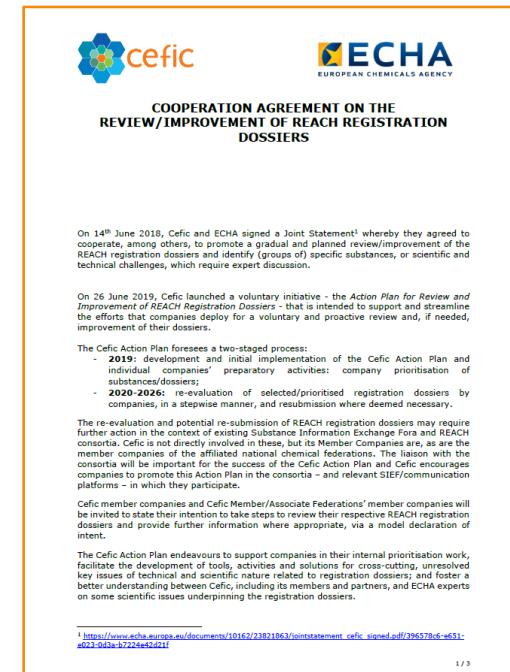 cefic
ECHA
EUROPEAN CHEMICALS AGENCY
COOPERATION AGREEMENT ON THE
REVIEW/IMPROVEMENT OF REACH REGISTRATION
DOSSIERS
On 14th June 2018, Cefic and ECHA signed a Joint Statement1 whereby they agreed to
cooperate, among others, to promote a gradual and planned review/improvement of the
REACH registration dossiers and identify (groups of) specific substances, or scientific and
technical challenges, which require expert discussion.
On 26 June 2019, Cefic launched a voluntary initiative - the Action Plan for Review and
Improvement of REACH Registration Dossiers - that is intended to support and streamline
the efforts that companies deploy for a voluntary and proactive review and, if needed,
improvement of their dossiers.
The Cefic Action Plan foresees a two-staged process:
- 2019: development and initial implementation of the Cefic Action Plan and
individual companies' preparatory activities: company prioritisation of
substances/dossiers;
- 2020-2026: re-evaluation of selected/prioritised registration dossiers by
companies, in a stepwise manner, and resubmission where deemed necessary.
The re-evaluation and potential re-submission of REACH registration dossiers may require
further action in the context of existing Substance Information Exchange Fora and REACH
consortia. Cefic is not directly involved in these, but its Member Companies are, as are the
member companies of the affiliated national chemical federations. The liaison with the
consortia will be important for the success of the Cefic Action Plan and Cefic encourages
companies to promote this Action Plan in the consortia – and relevant SIEF/communication
platforms – in which they participate.
Cefic member companies and Cefic Member/Associate Federations' member companies will
be invited to state their intention to take steps to review their respective REACH registration
dossiers and provide further information where appropriate, via a model declaration of
intent.
The Cefic Action Plan endeavours to support companies in their internal prioritisation work,
facilitate the development of tools, activities and solutions for cross-cutting, unresolved
key issues of technical and scientific nature related to registration dossiers; and foster a
better understanding between Cefic, including its members and partners, and ECHA experts
on some scientific issues underpinning the registration dossiers.
1 https://www.echa.europa.eu/documents/10162/23821863/jointstatement_cefic_signed.pdf/396578c6-e651-
e023-0d3a-b7224e42d21f
1 / 3